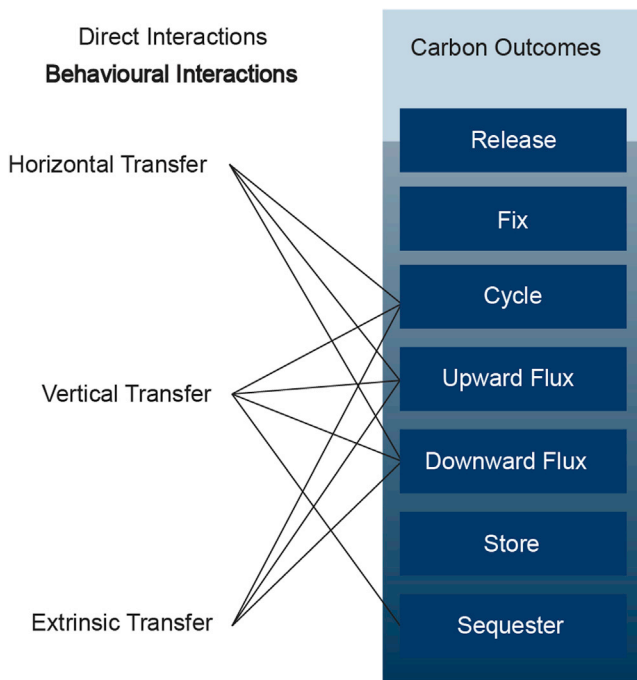 Direct Interactions
Behavioural Interactions
Horizontal Transfer
Vertical Transfer
Extrinsic Transfer
Carbon Outcomes
Release
Fix
Cycle
Upward Flux
Downward Flux
Store
Sequester